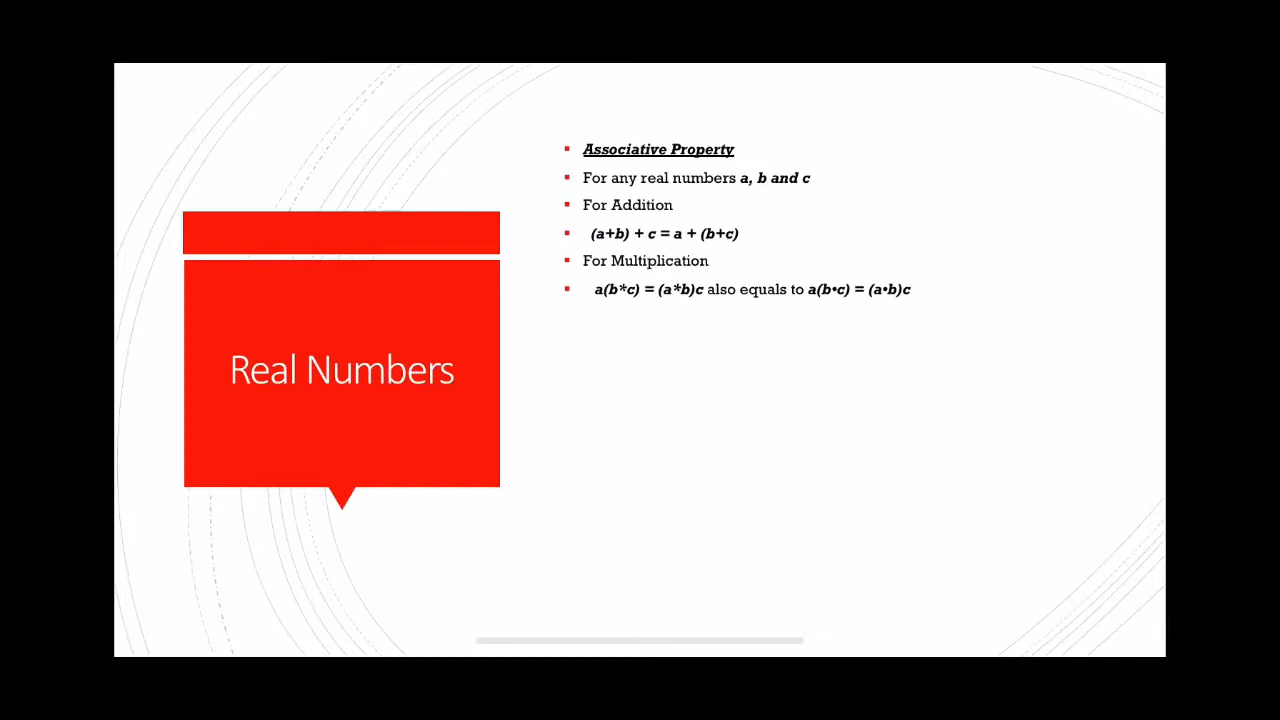 Real Numbers
Associative Property
For any real numbers a, b and c
For Addition
(a+b) + c = a + (b+c)
For Multiplication
a(b*c) = (a*b)c also equals to a(b•c) = (a•b)c